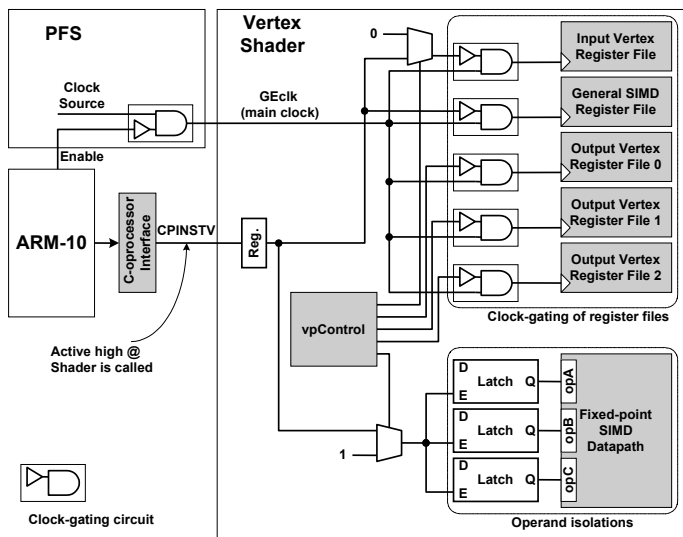 PFS
Clock
Source
Enable
ARM-10
C-oprocessor
Interface
CPINSTV
Active high @
Shader is called
Clock-gating circuit
Vertex
Shader
GEclk
(main clock)
Reg.
0
vpControl
1
Input Vertex
Register File
General SIMD
Register File
Output Vertex
Register File 0
Output Vertex
Register File 1
Output Vertex
Register File 2
Clock-gating of register files
D
Latch Q
E
D
Latch Q
E
D
Latch Q
E
opA
opB
opC
Fixed-point
SIMD
Datapath
Operand isolations